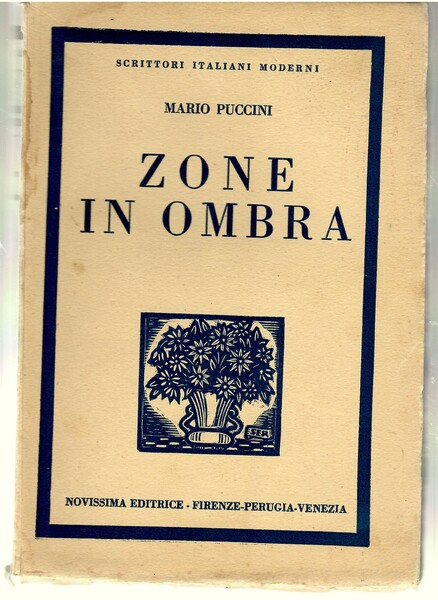 SCRITTORI ITALIANI MODERNI
MARIO PUCCINI
ZONE
IN OMBRA
NOVISSIMA EDITRICE - FIRENZE-PERUGIA-VENEZIA